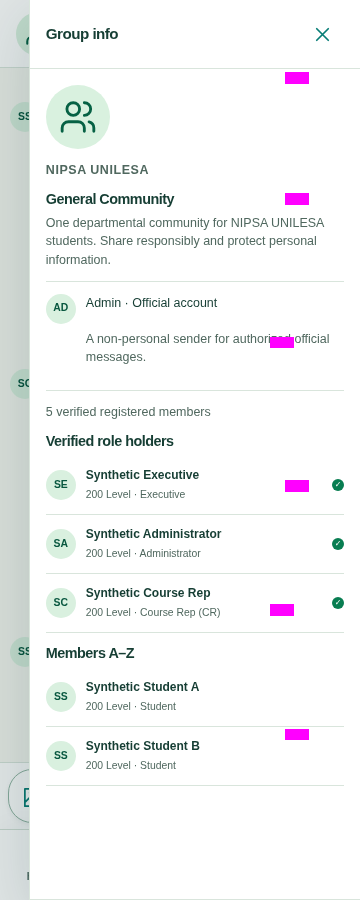 Group info
NIPSA UNILESA
General Community
One departmental community for NIPSA UNILESA
students. Share responsibly and protect personal
information.
AD
Admin · Official account
A non-personal sender for authorized official
messages.
5 verified registered members
Verified role holders
SE
Synthetic Executive
200 Level · Executive
SA
Synthetic Administrator
200 Level · Administrator
SC
Synthetic Course Rep
200 Level · Course Rep (CR)
Members A–Z
SS
Synthetic Student A
200 Level · Student
SS
Synthetic Student B
200 Level · Student